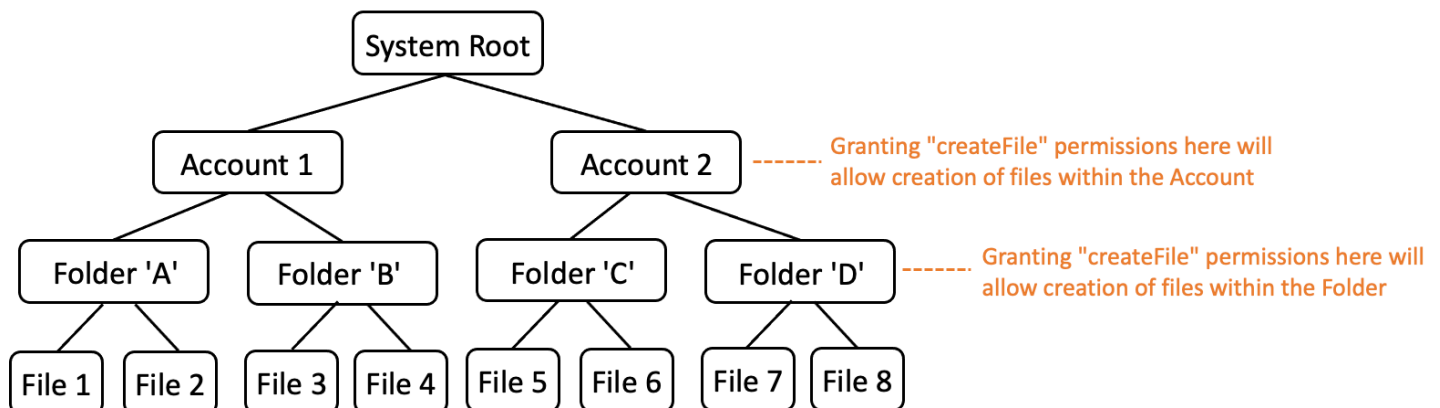 System Root
Account 1
Account 2
Granting "createFile" permissions here will
allow creation of files within the Account
Folder 'A'
Folder 'B'
Folder 'C'
Folder 'D'
Granting "createFile" permissions here will
allow creation of files within the Folder
File 1
File 2
File 3
File 4
File 5
File 6
File 7
File 8